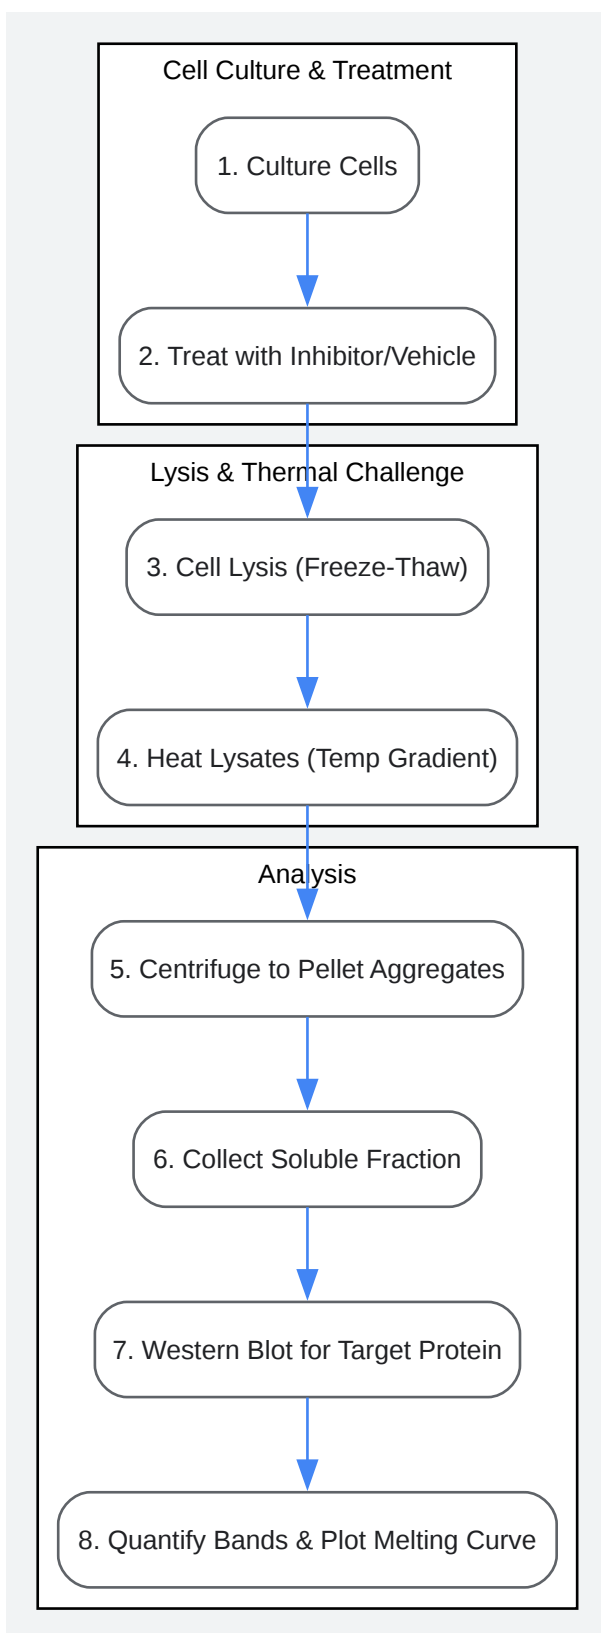 Cell Culture & Treatment
1. Culture Cells
2. Treat with Inhibitor/Vehicle
Lysis & Thermal Challenge
3. Cell Lysis (Freeze-Thaw)
4. Heat Lysates (Temp Gradient)
Analysis
5. Centrifuge to Pellet Aggregates
6. Collect Soluble Fraction
7. Western Blot for Target Protein
8. Quantify Bands & Plot Melting Curve